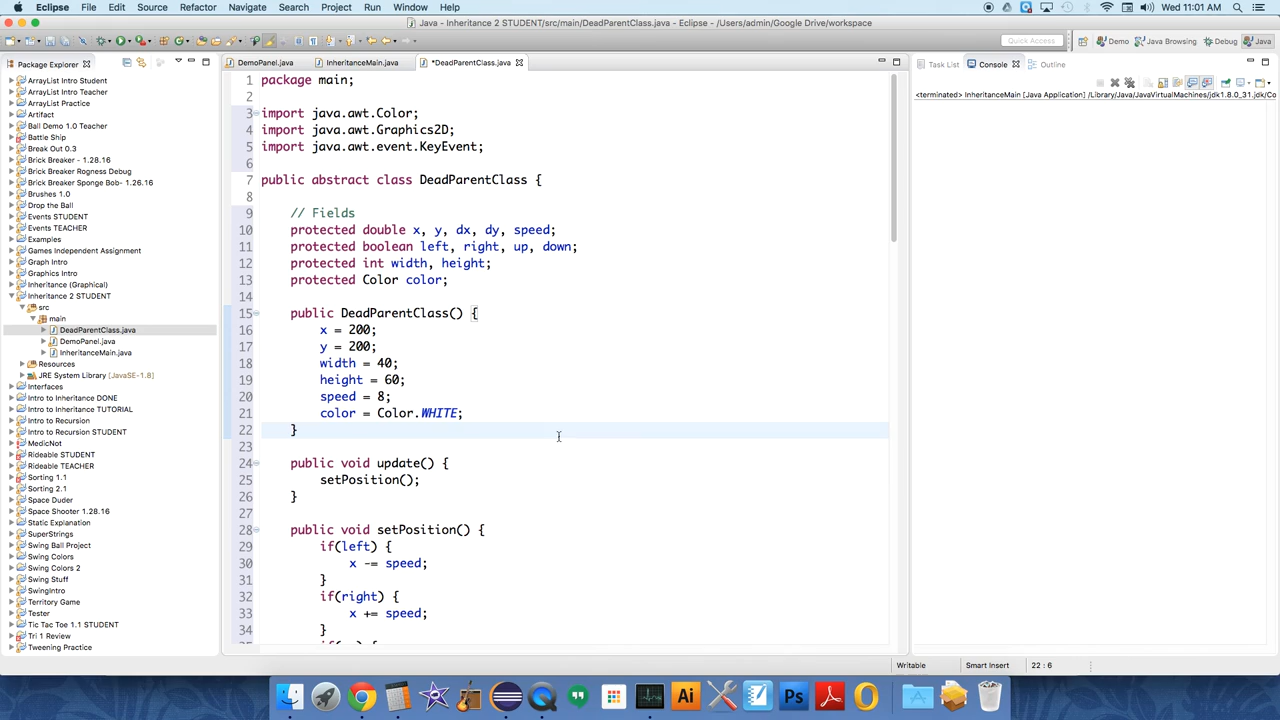 Eclipse File Edit Source Refactor Navigate Search Project Run Window Help
Wed 11:01 AM
Java - Inheritance 2 STUDENT/src/main/DeadParentClass.java - Eclipse - /Users/admin/Google Drive/workspace
Quick Access
Demo Java Browsing Debug Java
Package Explorer
ArrayList Intro Student
ArrayList Intro Teacher
ArrayList Practice
Artifact
Ball Demo 1.0 Teacher
Battle Ship
Break Out 0.3
Brick Breaker - 1.28.16
Brick Breaker Rogness Debug
Brick Breaker Sponge Bob- 1.26.16
Brushes 1.0
Drop the Ball
Events STUDENT
Events TEACHER
Examples
Games Independent Assignment
Graph Intro
Graphics Intro
Inheritance (Graphical)
Inheritance 2 STUDENT
src
main
DeadParentClass.java
DemoPanel.java
InheritanceMain.java
Resources
JRE System Library [JavaSE-1.8]
Interfaces
Intro to Inheritance DONE
Intro to Inheritance TUTORIAL
Intro to Recursion
Intro to Recursion STUDENT
MedicNot
Rideable STUDENT
Rideable TEACHER
Sorting 1.1
Sorting 2.1
Space Duder
Space Shooter 1.28.16
Static Explanation
SuperStrings
Swing Ball Project
Swing Colors
Swing Colors 2
Swing Stuff
SwingIntro
Territory Game
Tester
Tic Tac Toe 1.1 STUDENT
Tri 1 Review
Tweening Practice
DemoPanel.java InheritanceMain.java *DeadParentClass.java
1 package main;
2
3 import java.awt.Color;
4 import java.awt.Graphics2D;
5 import java.awt.event.KeyEvent;
6
7 public abstract class DeadParentClass {
8
9 // Fields
10 protected double x, y, dx, dy, speed;
11 protected boolean left, right, up, down;
12 protected int width, height;
13 protected Color color;
14
15 public DeadParentClass() {
16 x = 200;
17 y = 200;
18 width = 40;
19 height = 60;
20 speed = 8;
21 color = Color.WHITE;
22 }
23
24 public void update() {
25 setPosition();
26 }
27
28 public void setPosition() {
29 if(left) {
30 x -= speed;
31 }
32 if(right) {
33 x += speed;
34 }
Task List Console Outline
<terminated> InheritanceMain [Java Application] /Library/Java/JavaVirtualMachines/jdk1.8.0_31.jdk/Co
Writable Smart Insert 22 : 6
Ai Ps